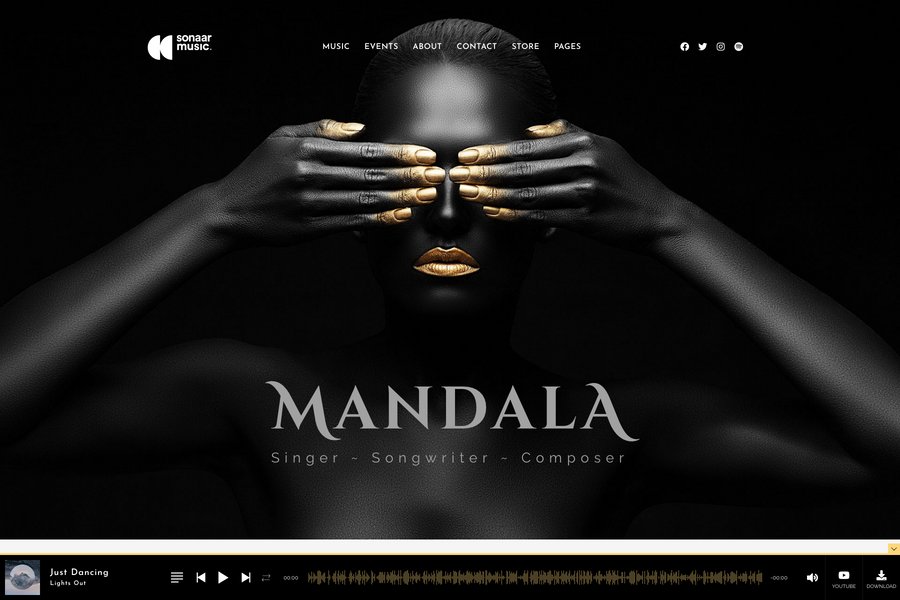 sonaar
music.
MUSIC EVENTS ABOUT CONTACT STORE PAGES
MANDALA
Singer ~ Songwriter ~ Composer
Just Dancing
Lights Out
00:00
-00:00
YOUTUBE
DOWNLOAD